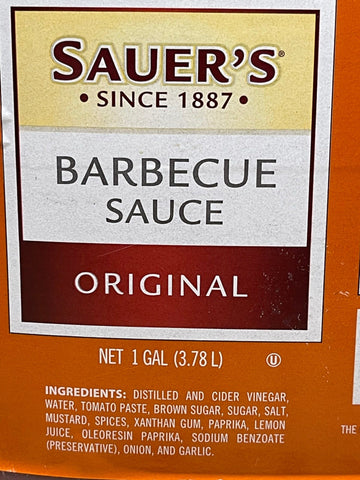 SAUER'S®
• SINCE 1887 •
BARBECUE
SAUCE
ORIGINAL
NET 1 GAL (3.78 L) Ⓤ
INGREDIENTS: DISTILLED AND CIDER VINEGAR,
WATER, TOMATO PASTE, BROWN SUGAR, SUGAR, SALT,
MUSTARD, SPICES, XANTHAN GUM, PAPRIKA, LEMON
JUICE, OLEORESIN PAPRIKA, SODIUM BENZOATE
(PRESERVATIVE), ONION, AND GARLIC.
THE